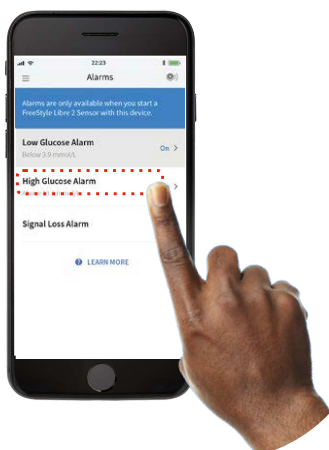 22:23
Alarms
Alarms are only available when you start a
FreeStyle Libre 2 Sensor with this device.
Low Glucose Alarm
On
Below 3.9 mmol/L
High Glucose Alarm
Signal Loss Alarm
LEARN MORE